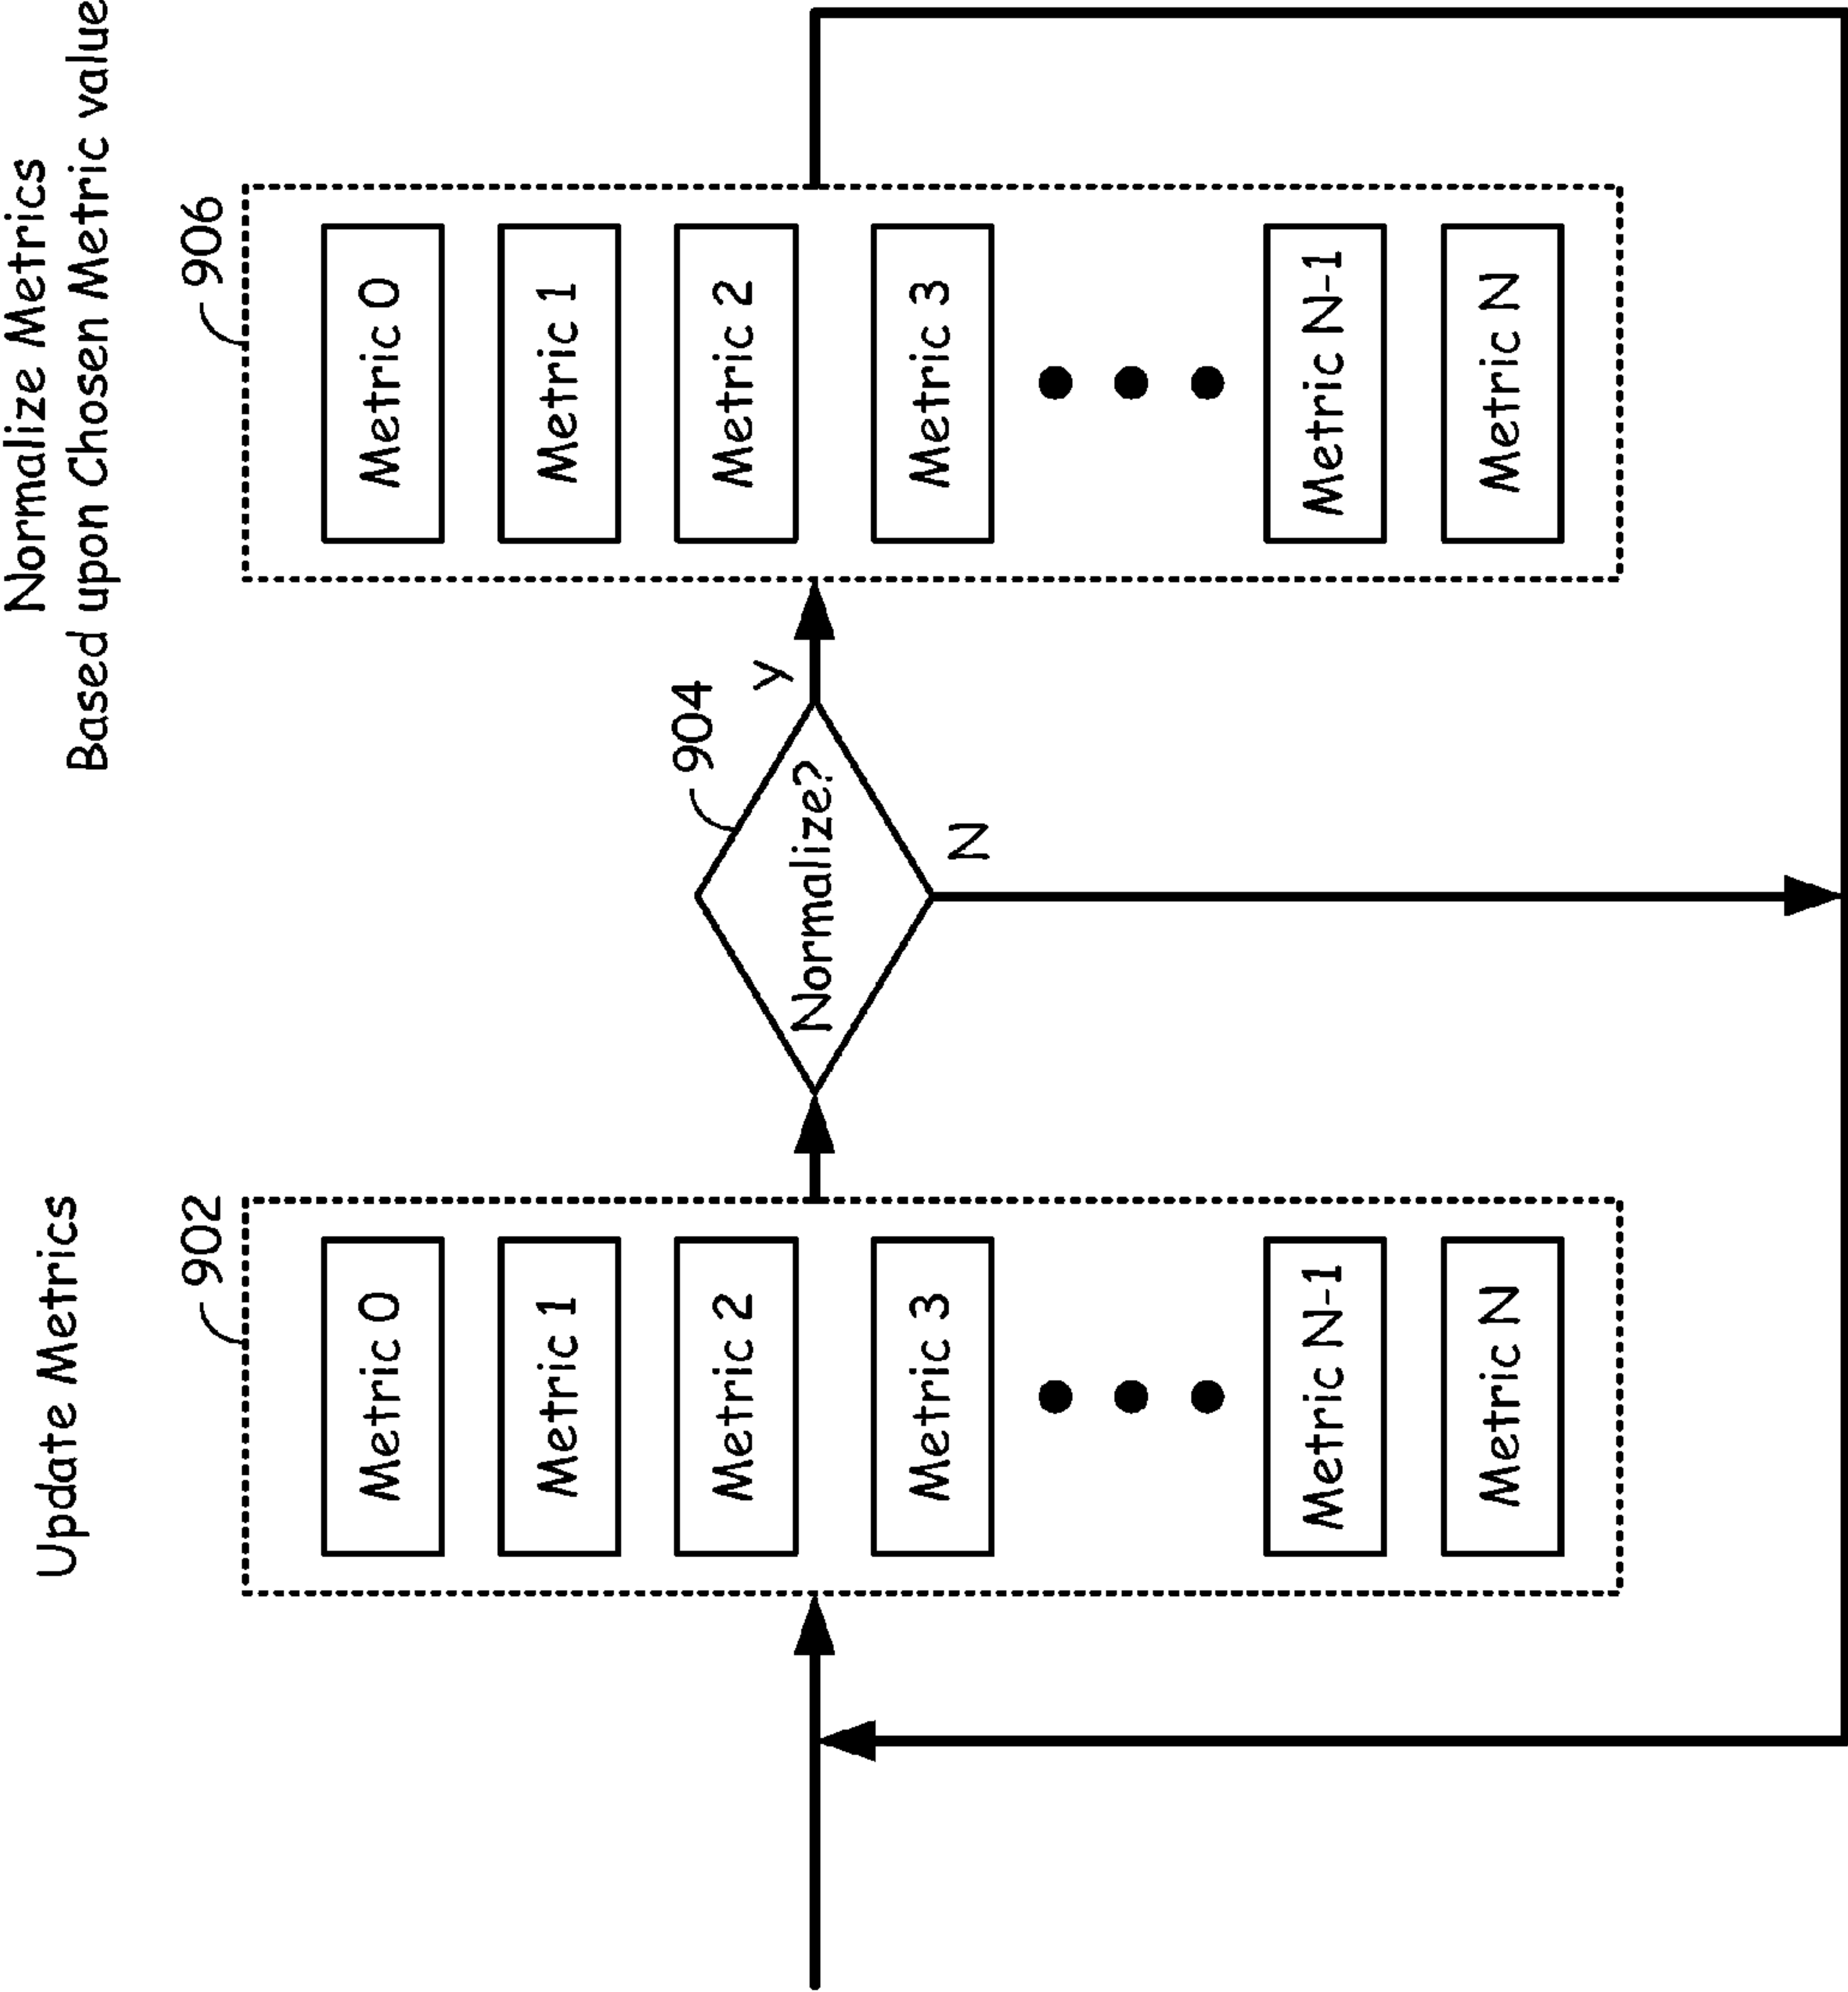 Update Metrics
902
Metric 0
Metric 1
Metric 2
Metric 3
Metric N-1
Metric N
904
Normalize?
Y
N
Normalize Metrics
Based upon Chosen Metric value
906
Metric 0
Metric 1
Metric 2
Metric 3
Metric N-1
Metric N